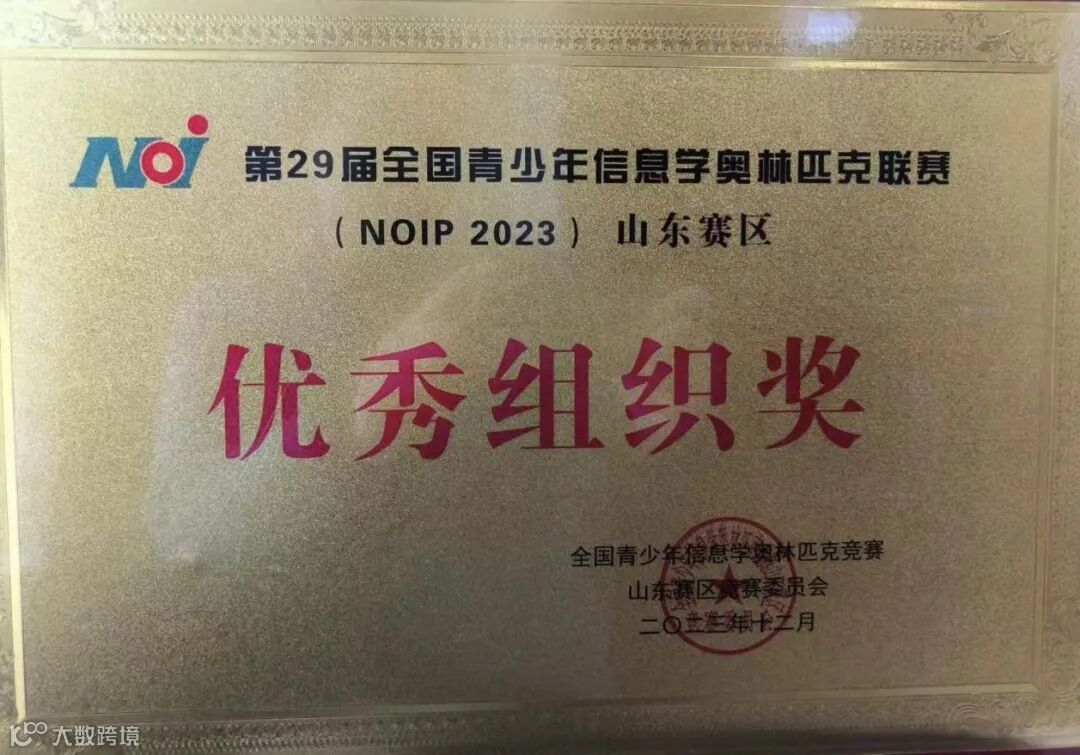 NOI
第29届全国青少年信息学奥林匹克联赛
（NOIP 2023） 山东赛区
优秀组织奖
全国青少年信息学奥林匹克竞赛
山东赛区竞赛委员会
二〇二三年十二月
大数跨境